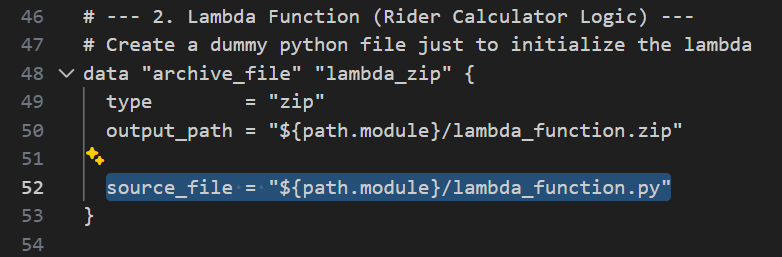 46 # --- 2. Lambda Function (Rider Calculator Logic) ---
47 # Create a dummy python file just to initialize the lambda
48 data "archive_file" "lambda_zip" {
49   type        = "zip"
50   output_path = "${path.module}/lambda_function.zip"
51
52   source_file = "${path.module}/lambda_function.py"
53 }
54